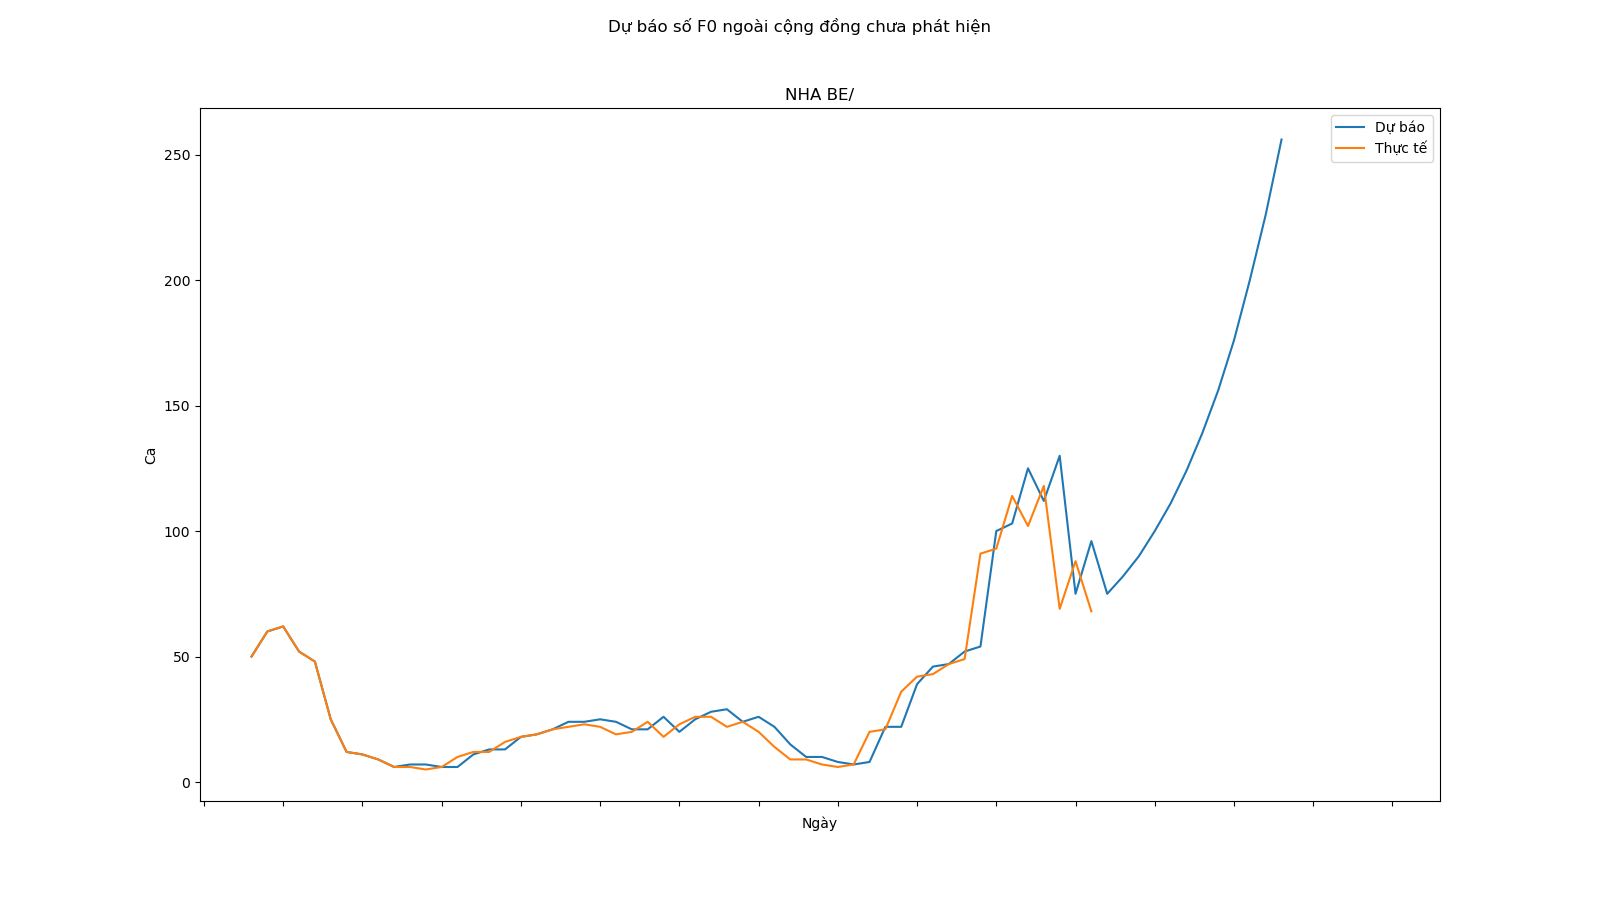 Dự báo số F0 ngoài cộng đồng chưa phát hiện
NHA BE/
Dự báo
Thực tế
250
200
150
100
50
0
Ca
Ngày